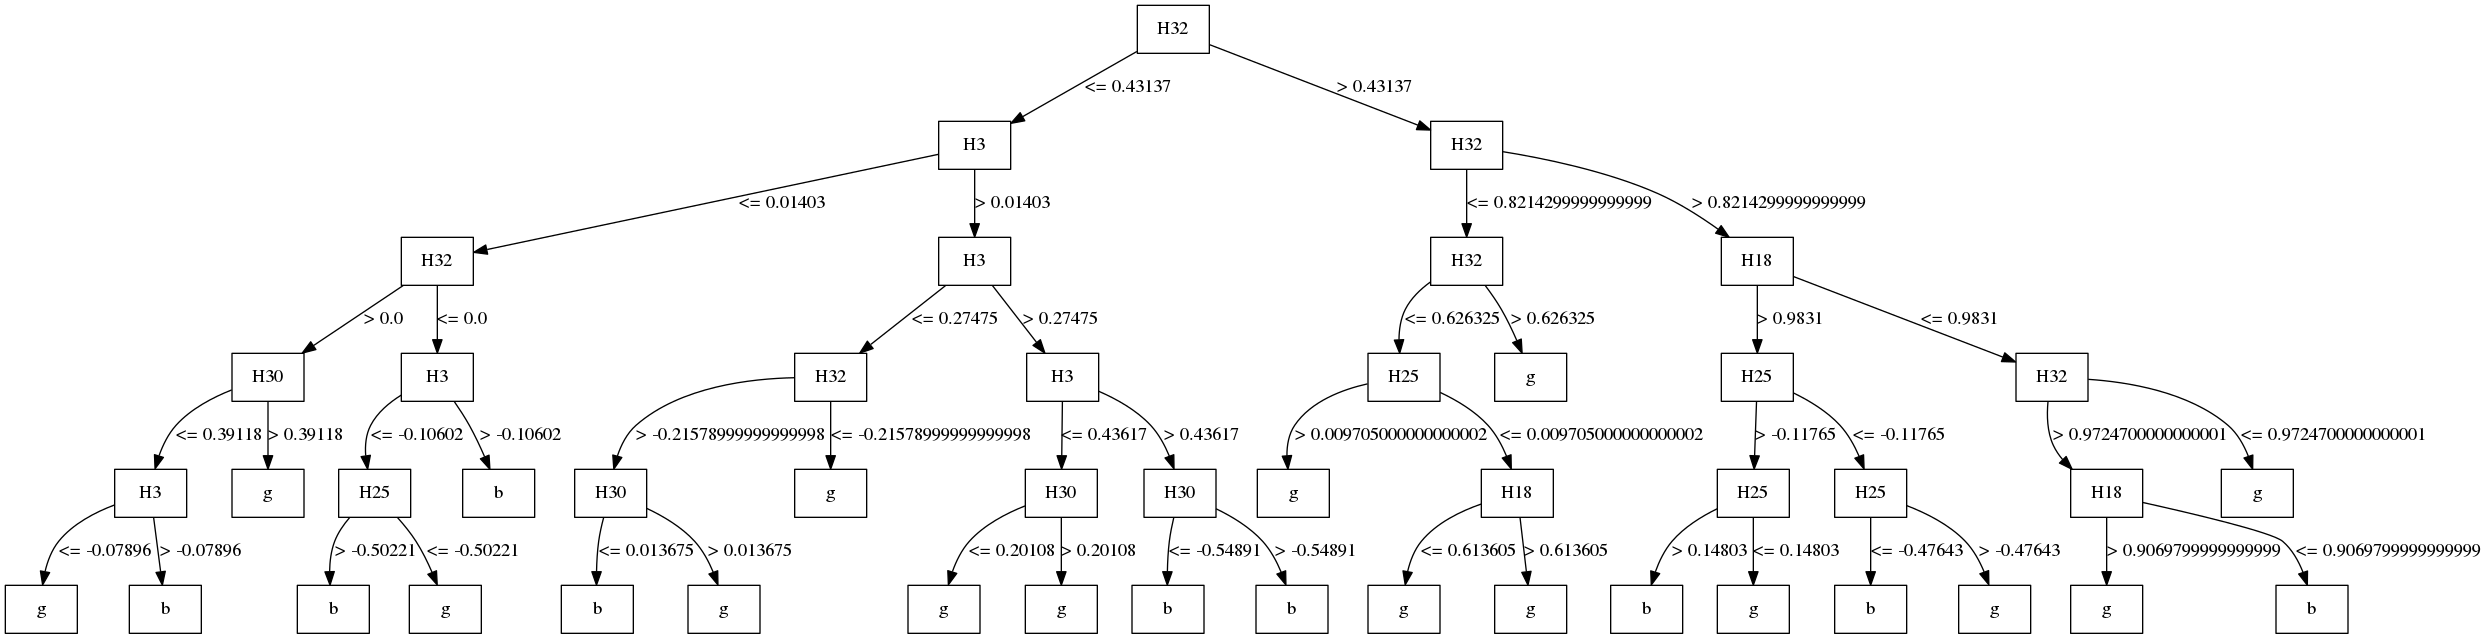 H32
<= 0.43137 > 0.43137
H3 H32
<= 0.01403 > 0.01403 <= 0.8214299999999999 > 0.8214299999999999
H32 H3 H32 H18
> 0.0 <= 0.0 <= 0.27475 > 0.27475 <= 0.626325 > 0.626325 > 0.9831 <= 0.9831
H30 H3 H32 H3 H25 g H25 H32
<= 0.39118 > 0.39118 <= -0.10602 > -0.10602 > -0.21578999999999998 <= -0.21578999999999998 <= 0.43617 > 0.43617 > 0.009705000000000002 <= 0.009705000000000002 > -0.11765 <= -0.11765 > 0.9724700000000001 <= 0.9724700000000001
H3 g H25 b H30 g H30 H30 g H18 H25 H25 H18 g
<= -0.07896 > -0.07896 > -0.50221 <= -0.50221 <= 0.013675 > 0.013675 <= 0.20108 > 0.20108 <= -0.54891 > -0.54891 <= 0.613605 > 0.613605 > 0.14803 <= 0.14803 <= -0.47643 > -0.47643 > 0.9069799999999999 <= 0.9069799999999999
g b b g b g g g b b g g b g b g g b